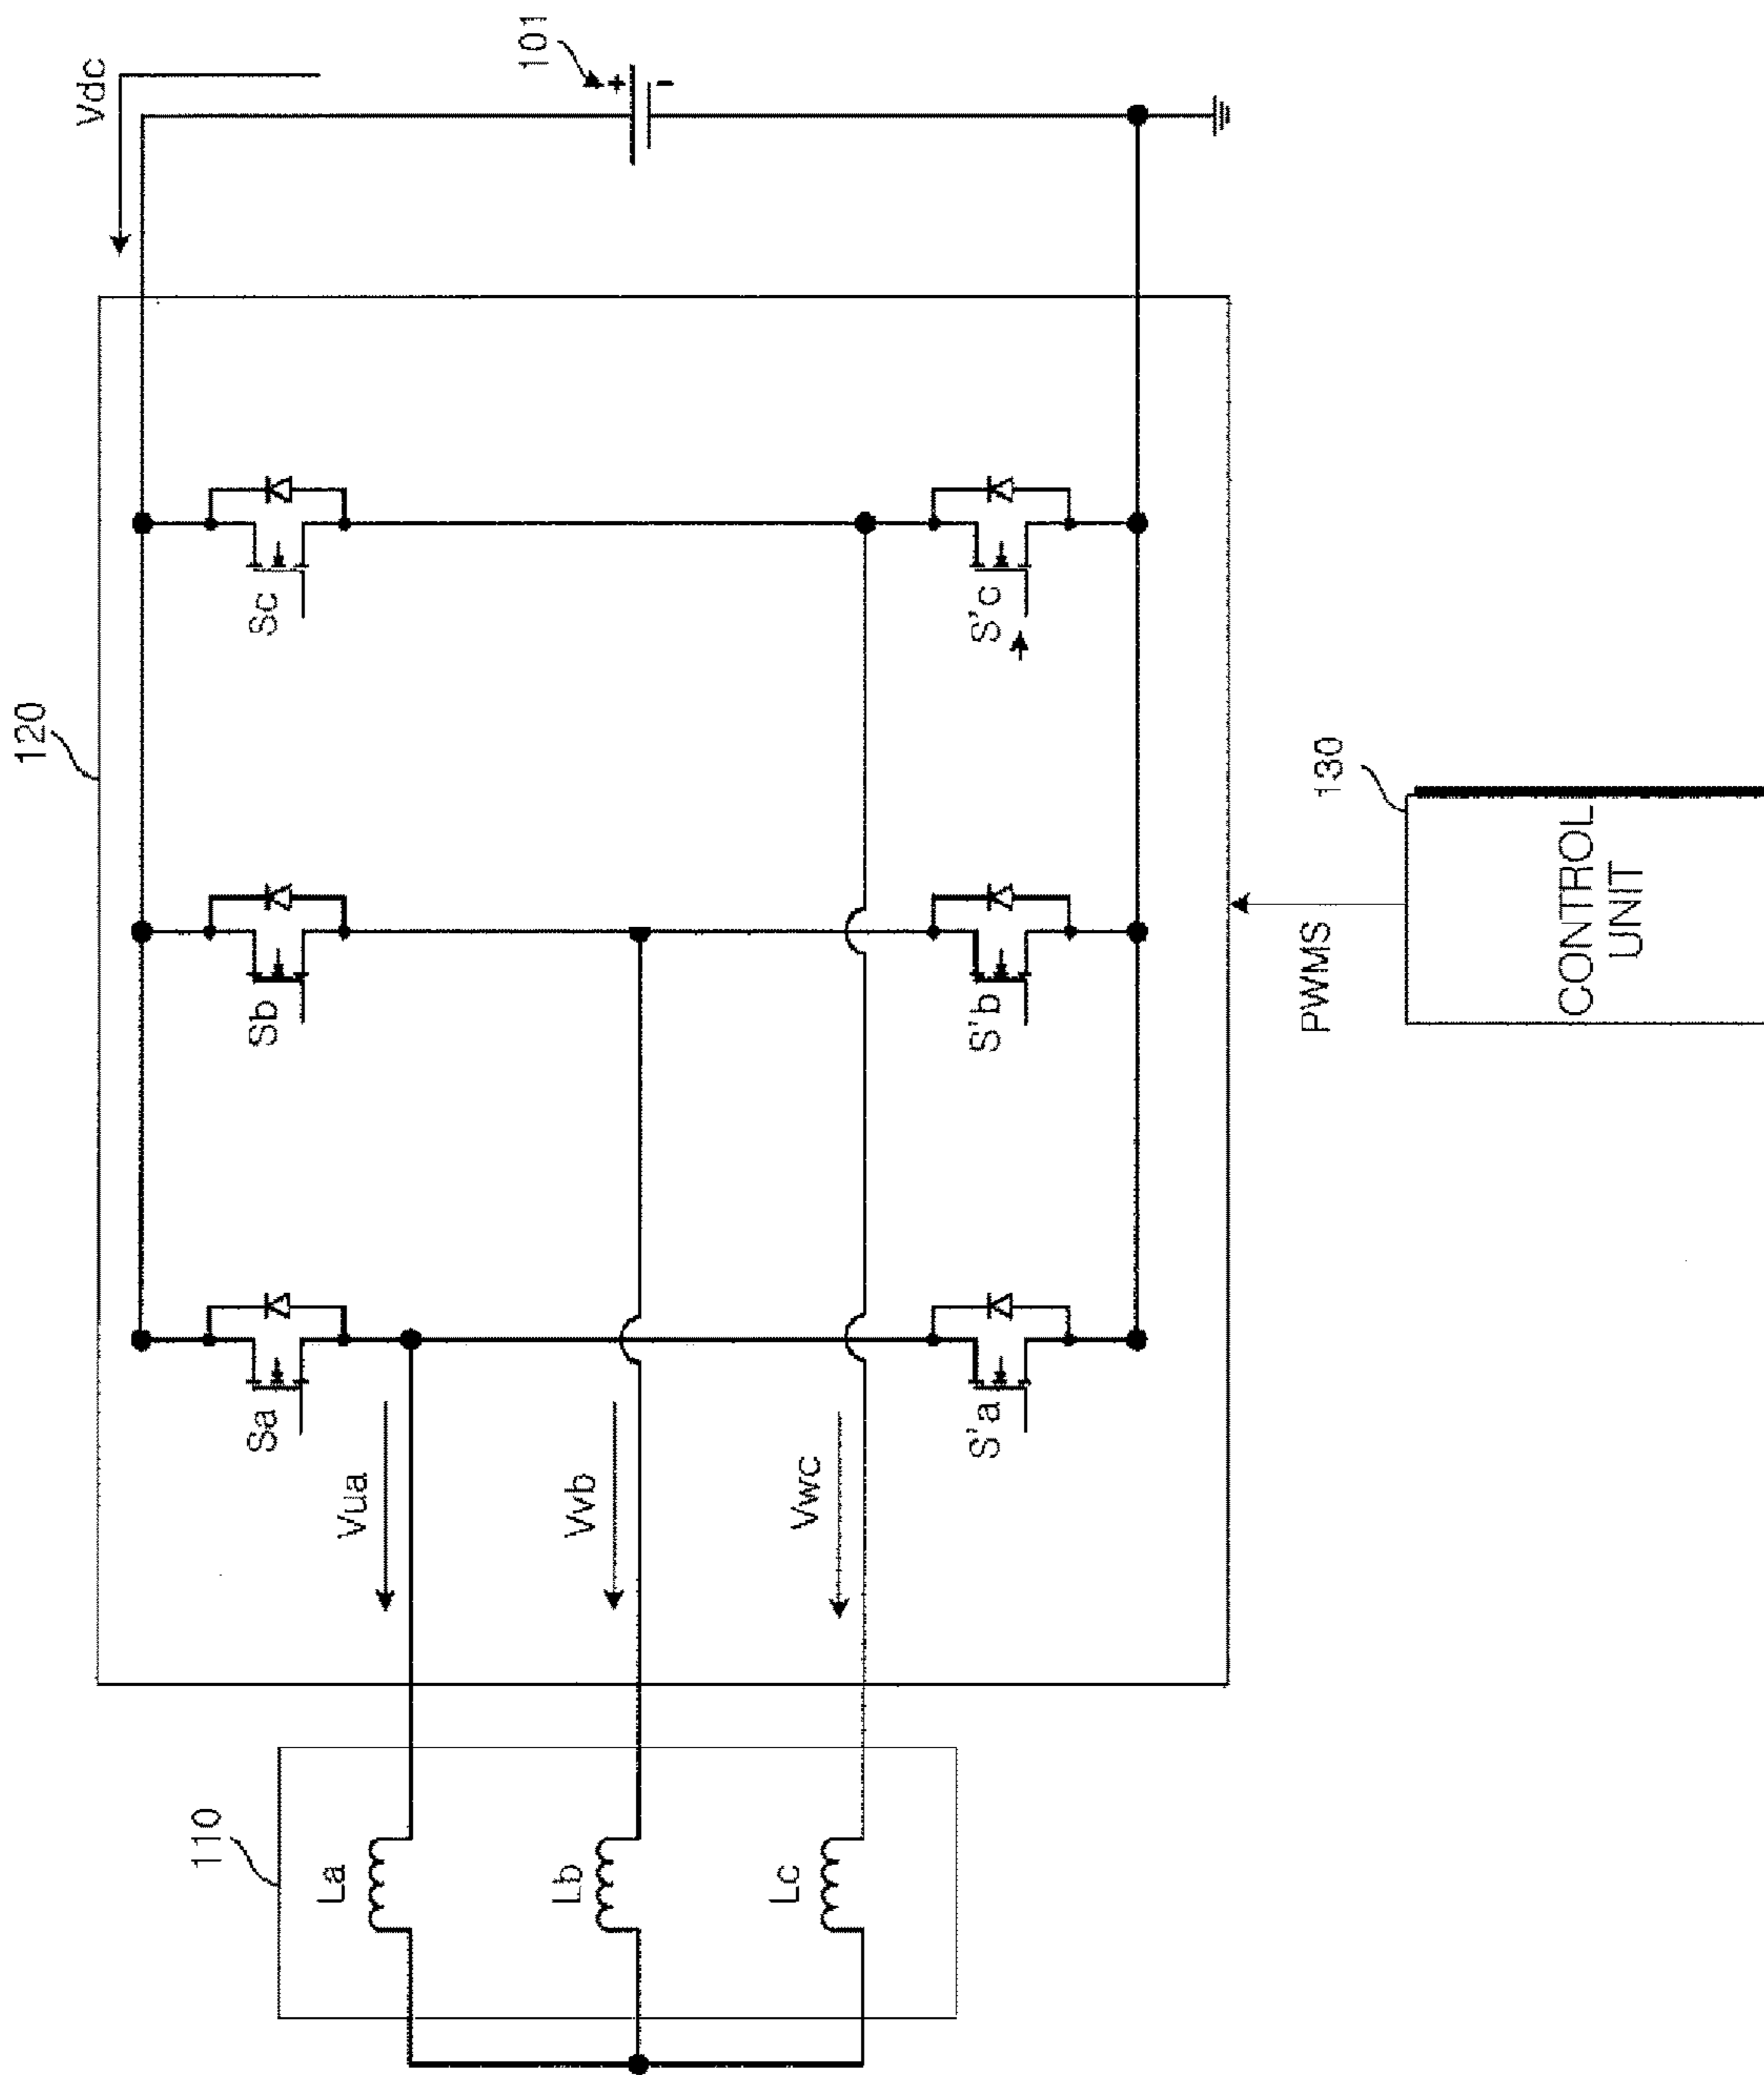 120
Vdc
101
+
-
Sa
Sb
Sc
110
La
Vua
Lb
Vvb
Lc
Vwc
S'a
S'b
S'c
PWMS
130
CONTROL
UNIT